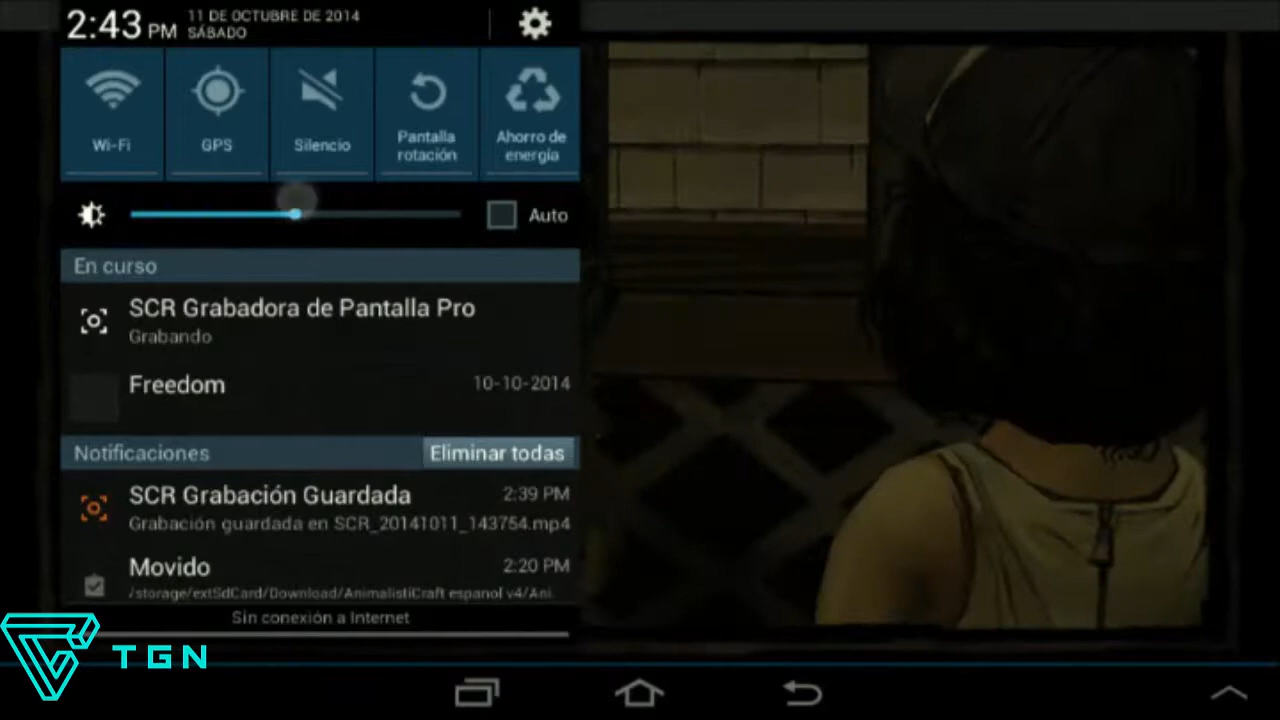 2:43 PM
11 DE OCTUBRE DE 2014
SÁBADO
Wi-Fi
GPS
Silencio
Pantalla
rotación
Ahorro de
energía
Auto
En curso
SCR Grabadora de Pantalla Pro
Grabando
Freedom 10-10-2014
Notificaciones Eliminar todas
SCR Grabación Guardada 2:39 PM
Grabación guardada en SCR_20141011_143754.mp4
Movido 2:20 PM
/storage/extSdCard/Download/AnimalistiCraft espanol v4/Ani
Sin conexión a Internet
TGN